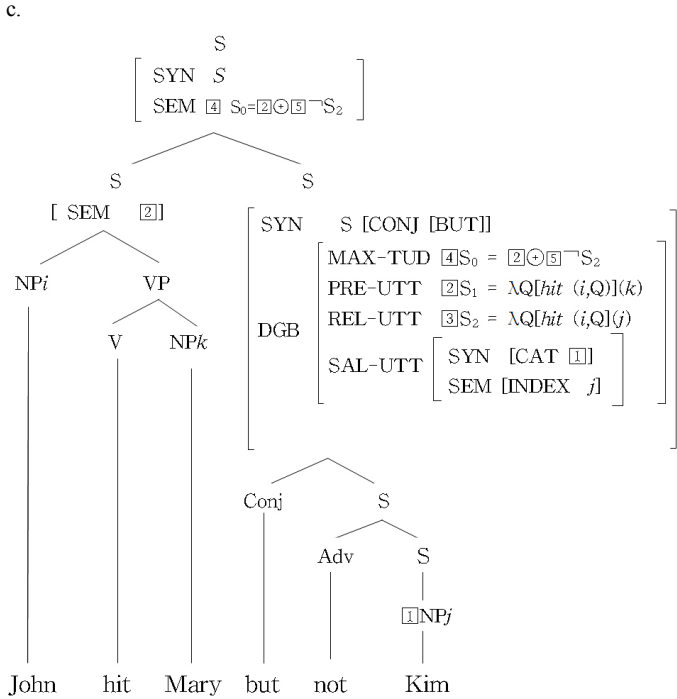 c.
S
SYN S
SEM 4 S₀=2⊕5¬S₂
S S
[ SEM 2]
SYN S [CONJ [BUT]]
MAX-TUD 4S₀ = 2⊕5¬S₂
NPi VP
PRE-UTT 2S₁ = λQ[hit (i,Q)](k)
REL-UTT 3S₂ = λQ[hit (i,Q](j)
DGB
V NPk
SAL-UTT
SYN [CAT 1]
SEM [INDEX j]
Conj S
Adv S
1NPj
John hit Mary but not Kim